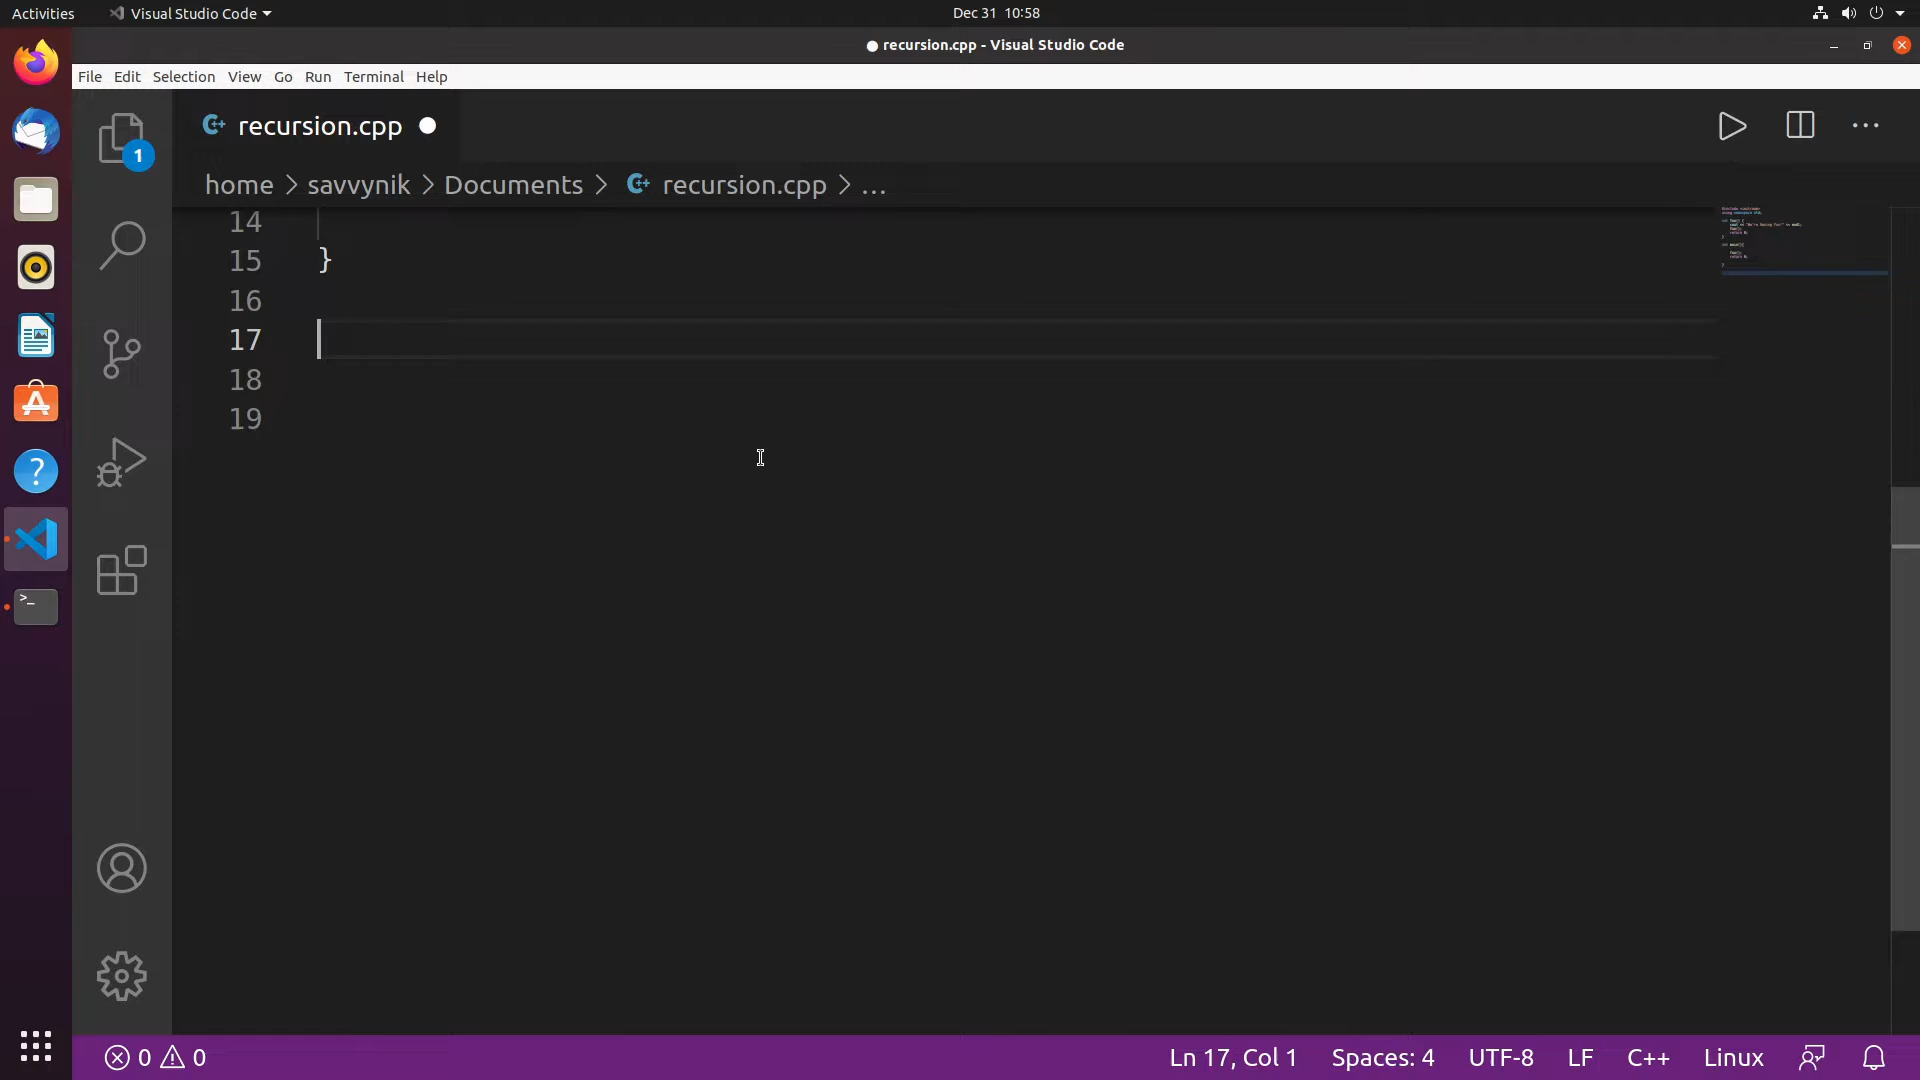 Activities Visual Studio Code Dec 31 10:58
recursion.cpp - Visual Studio Code
File Edit Selection View Go Run Terminal Help
recursion.cpp
1
home > savvynik > Documents > recursion.cpp > ...
14
15 }
16
17
18
19
0 0 Ln 17, Col 1 Spaces: 4 UTF-8 LF C++ Linux